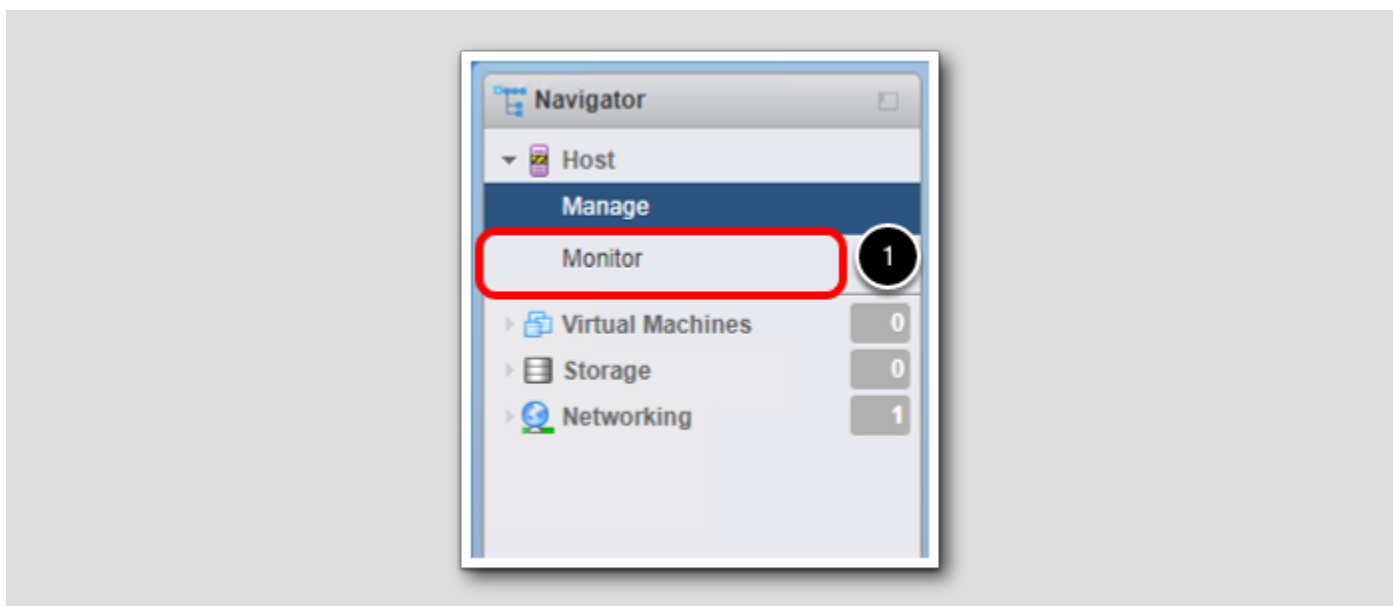 Navigator
Host
Manage
Monitor
1
Virtual Machines 0
Storage 0
Networking 1